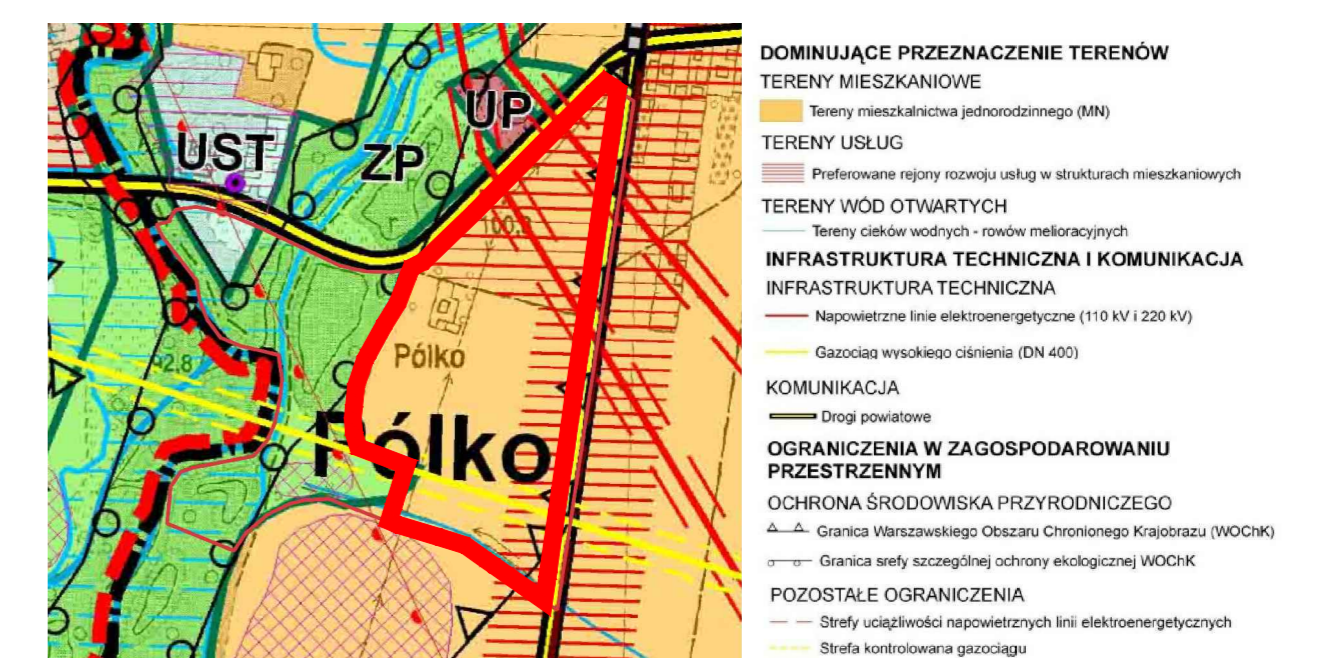 UP
UST
ZP
100,3
92.8
Pólko
Pólko
DOMINUJĄCE PRZEZNACZENIE TERENÓW
TERENY MIESZKANIOWE
Tereny mieszkalnictwa jednorodzinnego (MN)
TERENY USŁUG
Preferowane rejony rozwoju usług w strukturach mieszkaniowych
TERENY WÓD OTWARTYCH
Tereny cieków wodnych - rowów melioracyjnych
INFRASTRUKTURA TECHNICZNA I KOMUNIKACJA
INFRASTRUKTURA TECHNICZNA
Napowietrzne linie elektroenergetyczne (110 kV i 220 kV)
Gazociąg wysokiego ciśnienia (DN 400)
KOMUNIKACJA
Drogi powiatowe
OGRANICZENIA W ZAGOSPODAROWANIU
PRZESTRZENNYM
OCHRONA ŚRODOWISKA PRZYRODNICZEGO
Granica Warszawskiego Obszaru Chronionego Krajobrazu (WOChK)
Granica srefy szczególnej ochrony ekologicznej WOChK
POZOSTAŁE OGRANICZENIA
Strefy uciążliwości napowietrznych linii elektroenergetycznych
Strefa kontrolowana gazociągu